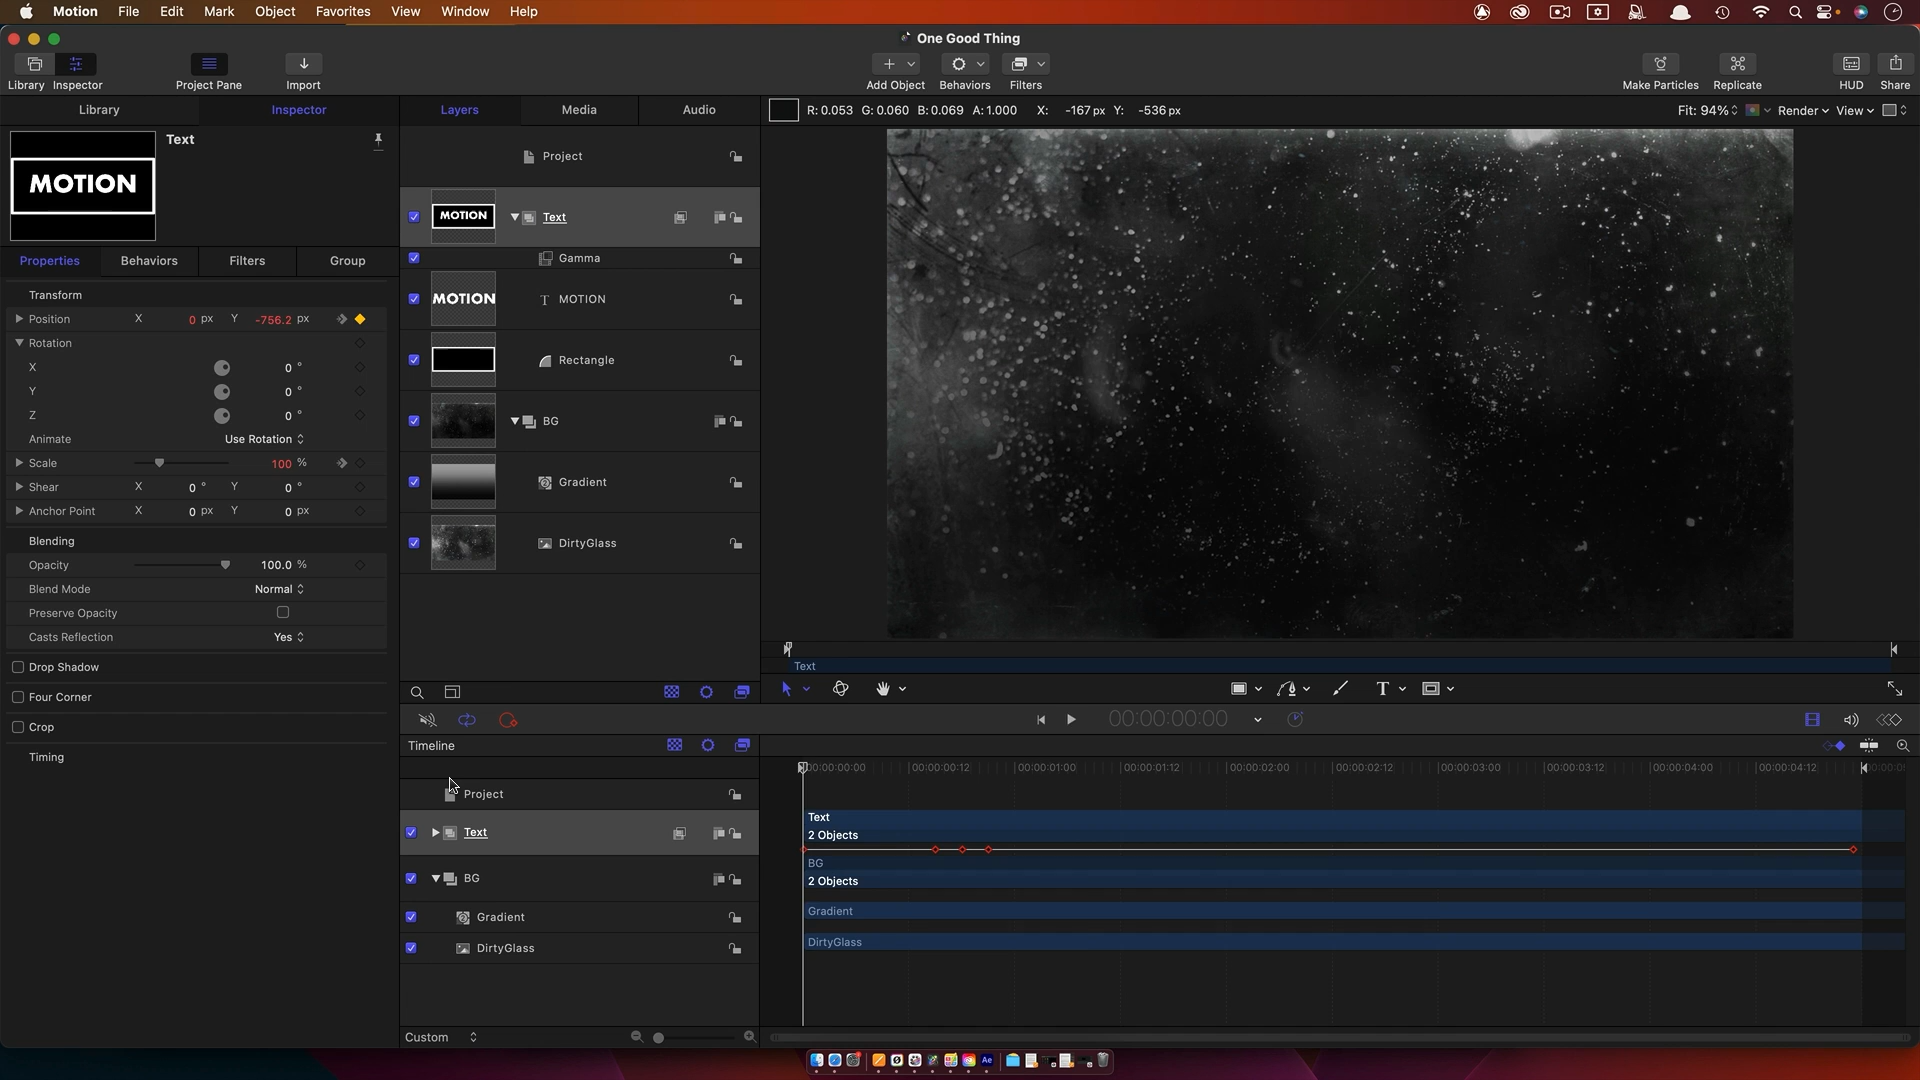 Motion File Edit Mark Object Favorites View Window Help
One Good Thing
Library Inspector Project Pane Import Add Object Behaviors Filters Make Particles Replicate HUD Share
Library Inspector Layers Media Audio
R: 0.053 G: 0.060 B: 0.069 A: 1.000 X: -167 px Y: -536 px
Fit: 94% Render View
Text
MOTION
Properties Behaviors Filters Group
Transform
Position X 0 px Y -756.2 px
Rotation
X 0 °
Y 0 °
Z 0 °
Animate Use Rotation
Scale 100 %
Shear X 0 ° Y 0 °
Anchor Point X 0 px Y 0 px
Blending
Opacity 100.0 %
Blend Mode Normal
Preserve Opacity
Casts Reflection Yes
Drop Shadow
Four Corner
Crop
Timing
Project
MOTION Text
Gamma
MOTION T MOTION
Rectangle
BG
Gradient
DirtyGlass
Text
T
00:00:00:00
Timeline
00:00:00:00 00:00:00:12 00:00:01:00 00:00:01:12 00:00:02:00 00:00:02:12 00:00:03:00 00:00:03:12 00:00:04:00 00:00:04:12
Project
Text
BG
Gradient
DirtyGlass
Text
2 Objects
BG
2 Objects
Gradient
DirtyGlass
Custom
Ae